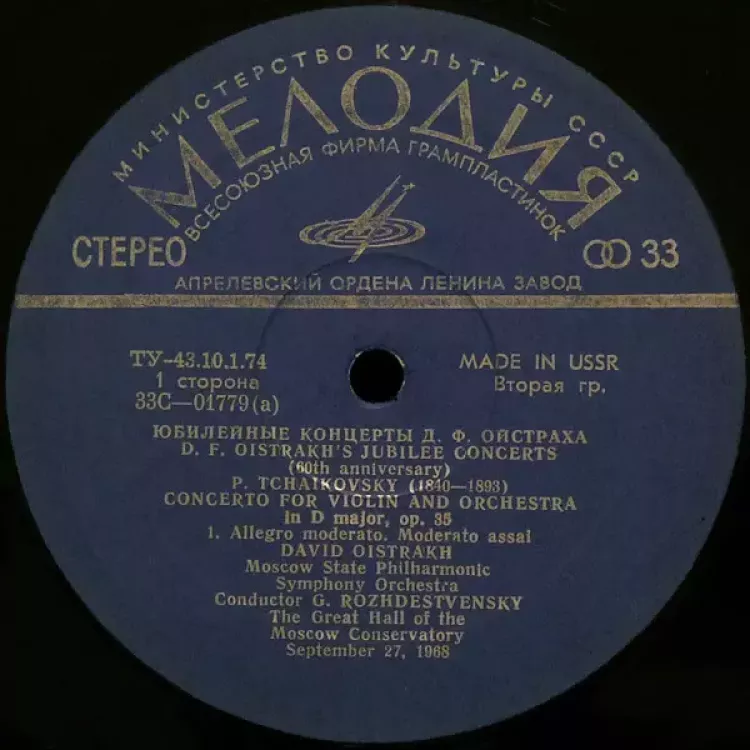 МИНИСТЕРСТВО КУЛЬТУРЫ СССР
МЕЛОДИЯ
ВСЕСОЮЗНАЯ ФИРМА ГРАМПЛАСТИНОК
СТЕРЕО
33
АПРЕЛЕВСКИЙ ОРДЕНА ЛЕНИНА ЗАВОД
ТУ—43.10.1.74
MADE IN USSR
1 сторона
Вторая гр.
33С—01779(а)
ЮБИЛЕЙНЫЕ КОНЦЕРТЫ Д. Ф. ОЙСТРАХА
D. F. OISTRAKH'S JUBILEE CONCERTS
(60th anniversary)
P. TCHAIKOVSKY (1840—1893)
CONCERTO FOR VIOLIN AND ORCHESTRA
in D major, op. 35
1. Allegro moderato. Moderato assai
DAVID OISTRAKH
Moscow State Philharmonic
Symphony Orchestra
Conductor G. ROZHDESTVENSKY
The Great Hall of the
Moscow Conservatory
September 27, 1968